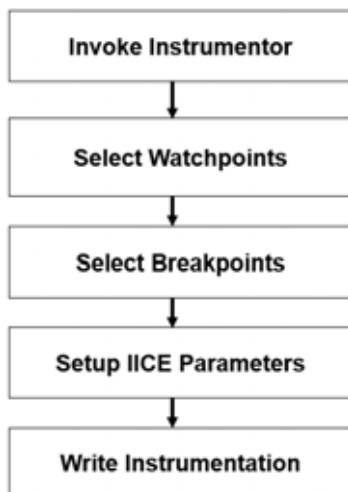 Invoke Instrumentor
Select Watchpoints
Select Breakpoints
Setup IICE Parameters
Write Instrumentation